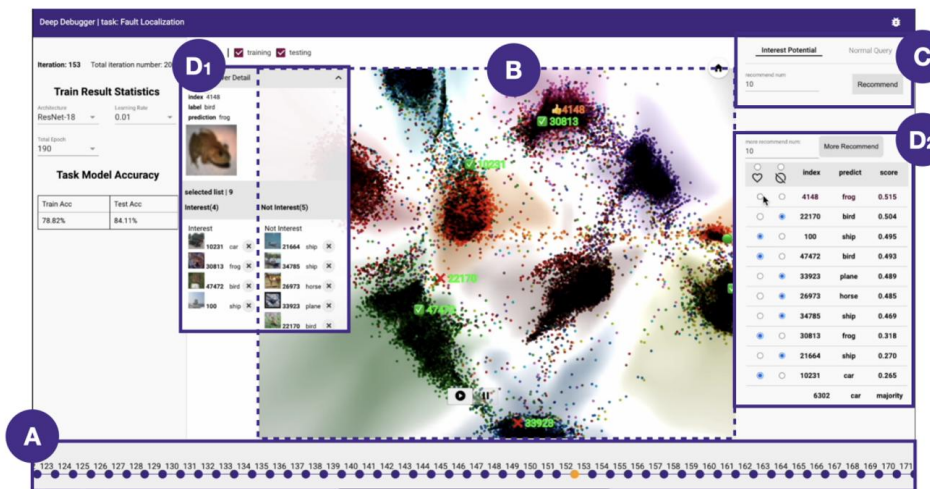 Deep Debugger | task: Fault Localization
Iteration: 153 Total iteration number: 20
| training testing
Train Result Statistics
Architecture Learning Rate
ResNet-18 0.01
Total Epoch
190
Task Model Accuracy
Train Acc Test Acc
78.82% 84.11%
D1
Detail
index 4148
label bird
prediction frog
selected list | 9
Interest(4) Not Interest(5)
Interest Not Interest
10231 car 21664 ship
30813 frog 34785 ship
47472 bird 26973 horse
100 ship 33923 plane
22170 bird
B
4148
30813
10231
22170
33923
C
Interest Potential Normal Query
recommend num
10 Recommend
D2
More recommend num
10 More Recommend
index predict score
4148 frog 0.515
22170 bird 0.504
100 ship 0.495
47472 bird 0.493
33923 plane 0.489
26973 horse 0.485
34785 ship 0.469
30813 frog 0.318
21664 ship 0.270
10231 car 0.265
6302 car majority
A
123 124 125 126 127 128 129 130 131 132 133 134 135 136 137 138 139 140 141 142 143 144 145 146 147 148 149 150 151 152 153 154 155 156 157 158 159 160 161 162 163 164 165 166 167 168 169 170 171